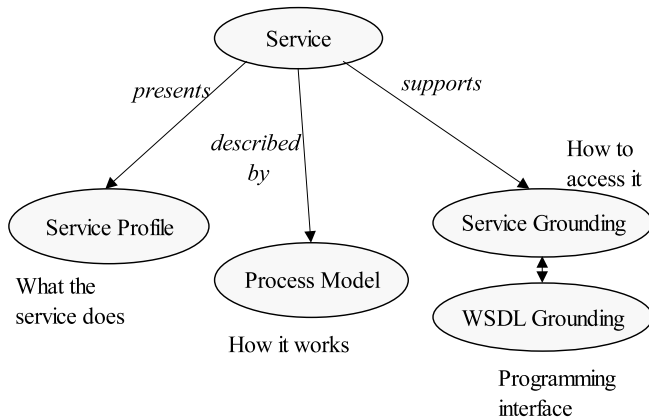 Service
presents
supports
described
by
How to
access it
Service Profile
Service Grounding
What the
service does
Process Model
How it works
WSDL Grounding
Programming
interface